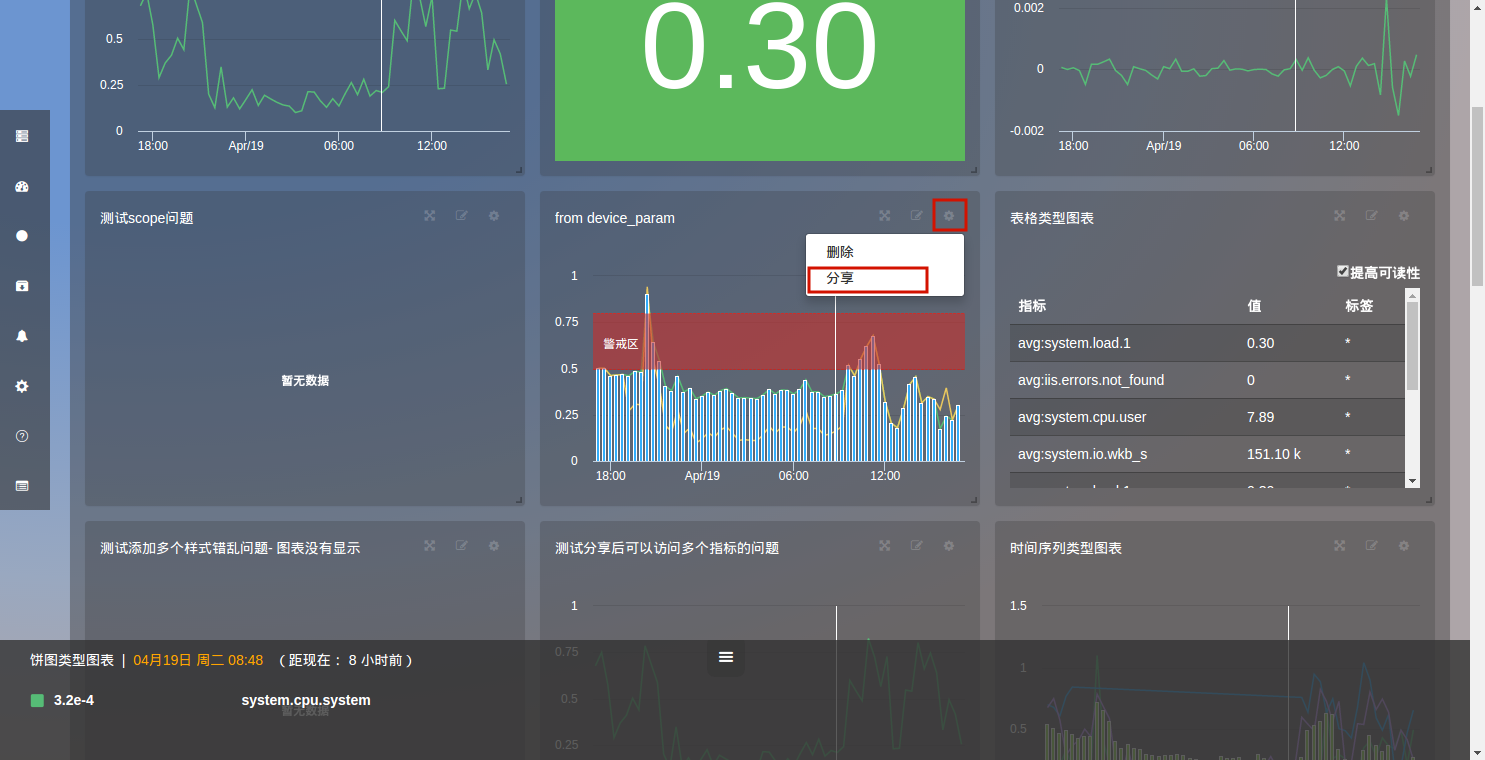 0.5
0.25
0
18:00 Apr/19 06:00 12:00
0.30
0.002
0
-0.002
18:00 Apr/19 06:00 12:00
测试scope问题
暂无数据
from device_param
删除
分享
1
0.75
警戒区
0.5
0.25
0
18:00 Apr/19 06:00 12:00
表格类型图表
提高可读性
指标 值 标签
avg:system.load.1 0.30 *
avg:iis.errors.not_found 0 *
avg:system.cpu.user 7.89 *
avg:system.io.wkb_s 151.10 k *
测试添加多个样式错乱问题- 图表没有显示
暂无数据
测试分享后可以访问多个指标的问题
1
0.75
0.5
0.25
时间序列类型图表
1.5
1
0.5
饼图类型图表 | 04月19日 周二 08:48 （距现在： 8 小时前）
3.2e-4 system.cpu.system